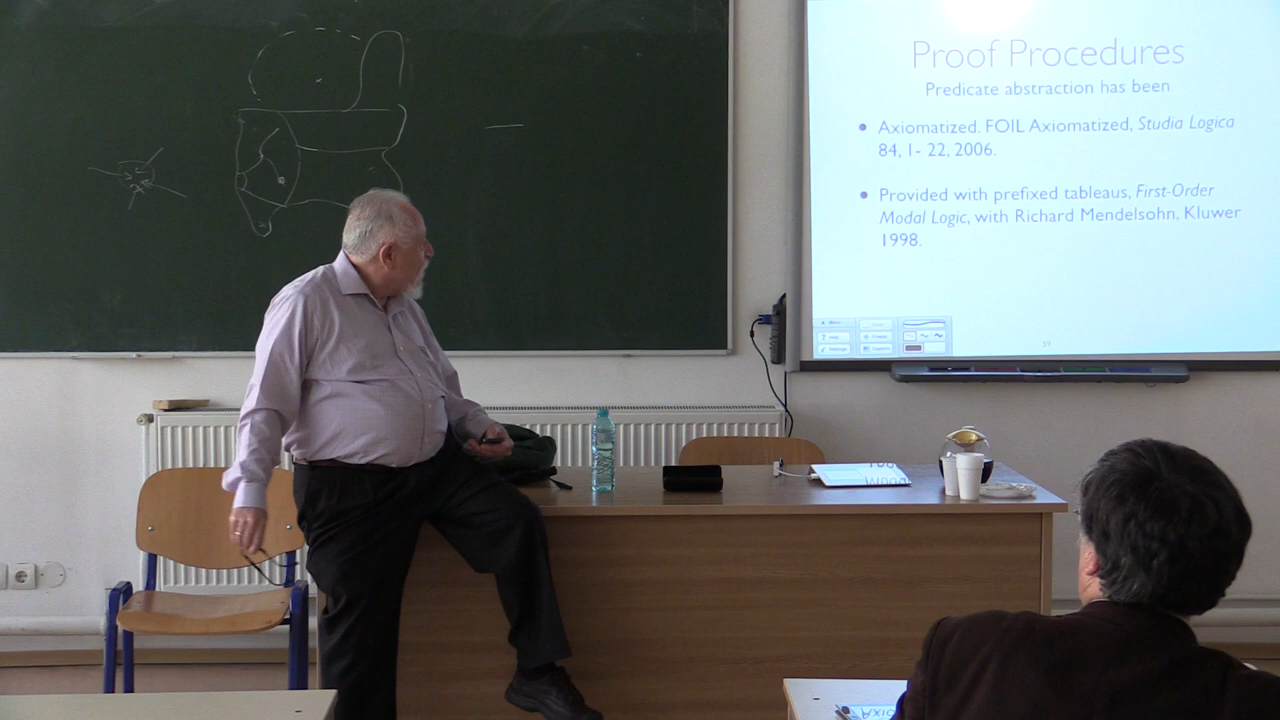 Proof Procedures
Predicate abstraction has been
• Axiomatized. FOIL Axiomatized, Studia Logica
84, 1- 22, 2006.
• Provided with prefixed tableaus, First-Order
Modal Logic, with Richard Mendelsohn, Kluwer
1998.
59